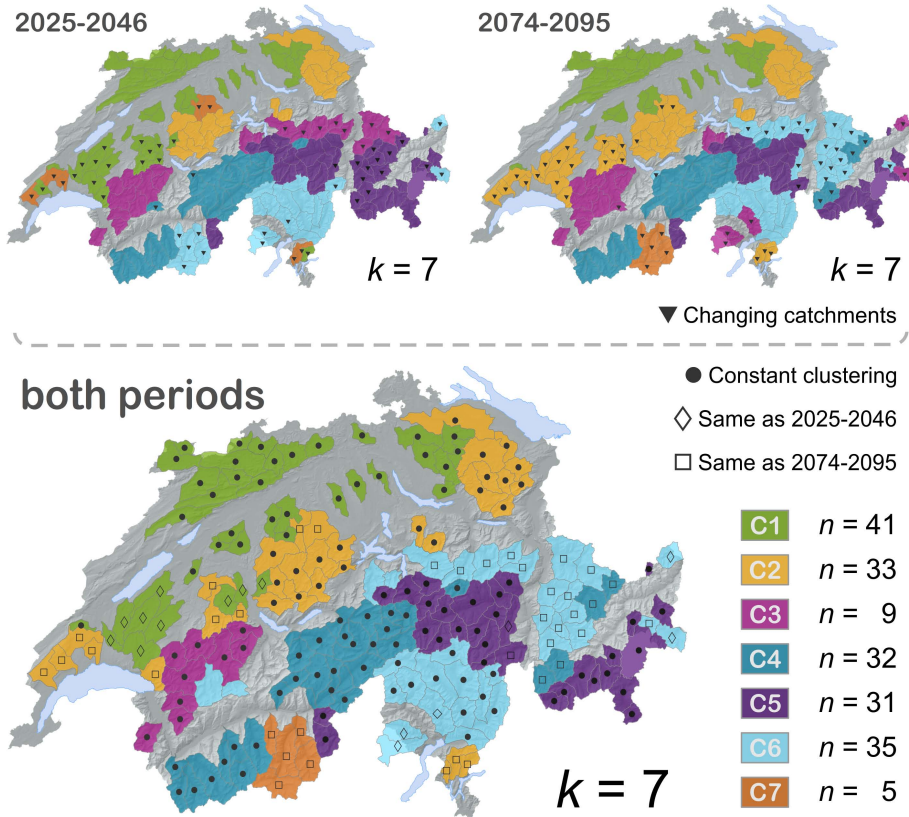 2025-2046
2074-2095
k = 7
k = 7
▼ Changing catchments
both periods
● Constant clustering
◇ Same as 2025-2046
□ Same as 2074-2095
C1 n = 41
C2 n = 33
C3 n = 9
C4 n = 32
C5 n = 31
C6 n = 35
C7 n = 5
k = 7